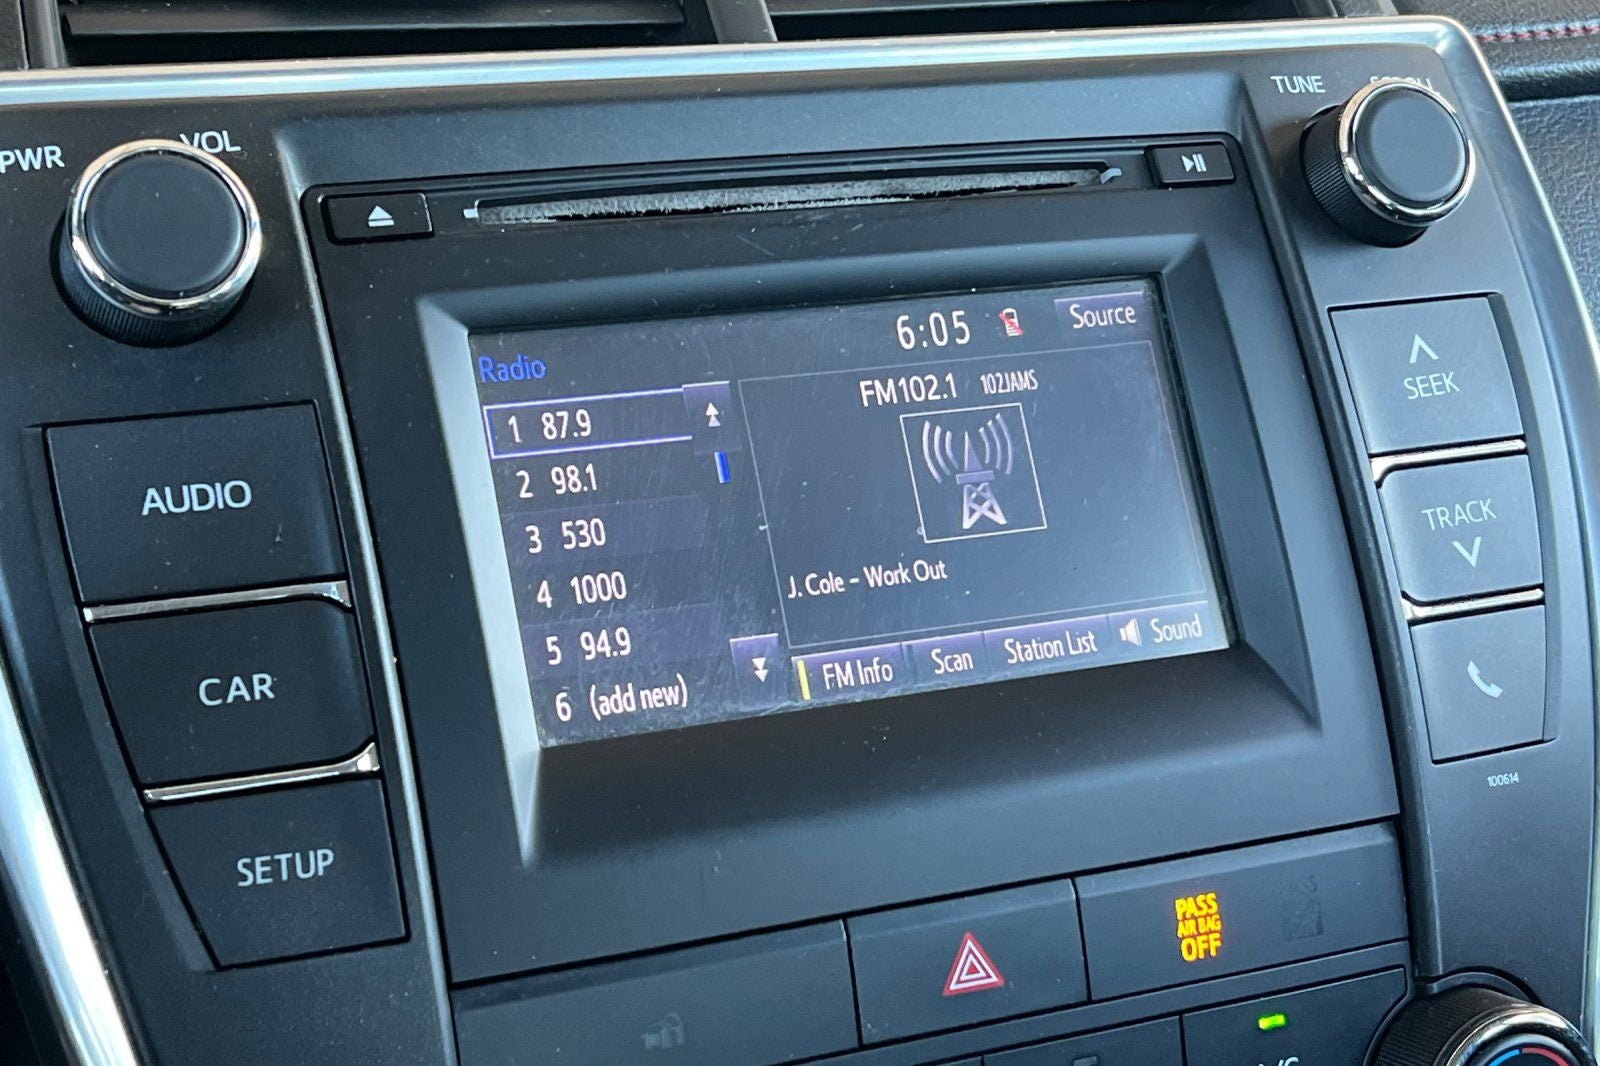 PWR
VOL
TUNE
SCROLL
6:05
Source
Radio
FM102.1 102JAMS
1 87.9
2 98.1
3 530
4 1000
5 94.9
6 (add new)
J. Cole - Work Out
FM Info
Scan
Station List
Sound
AUDIO
CAR
SETUP
SEEK
TRACK
100614
PASS
AIR BAG
OFF